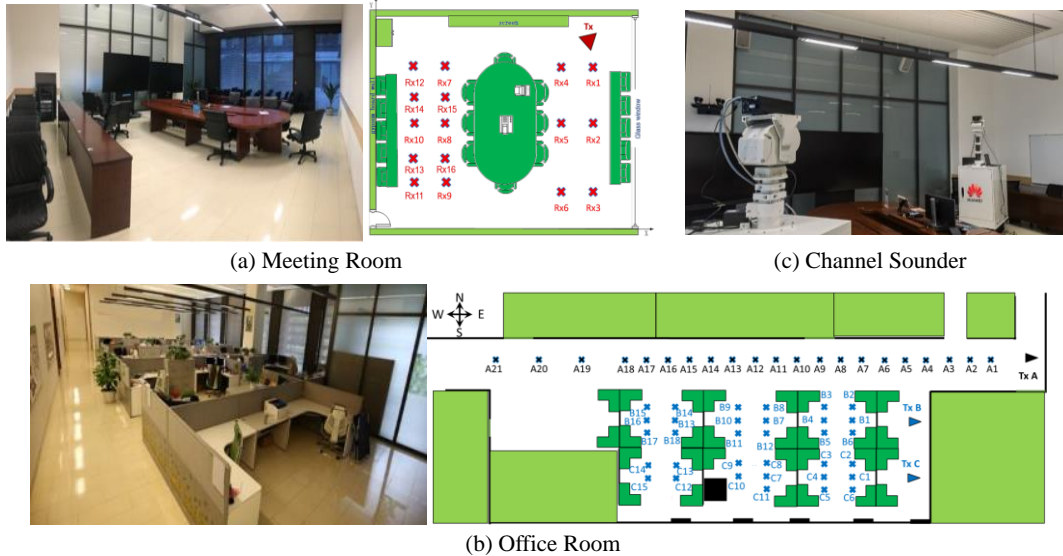 Y
screen
Tx
Rx12 Rx7 Rx4 Rx1
Rx14 Rx15
Rx10 Rx8 Rx5 Rx2
Glass window
Rx13 Rx16
Rx11 Rx9 Rx6 Rx3
X
HUAWEI
(a) Meeting Room
(c) Channel Sounder
N
W E
S
A21 A20 A19 A18 A17 A16 A15 A14 A13 A12 A11 A10 A9 A8 A7 A6 A5 A4 A3 A2 A1
Tx A
B3 B2
B15 B14 B9 B8 Tx B
B16 B13 B10 B7 B4 B1
B17 B18 B11 B12 B5 B6
C3 C2 Tx C
C14 C13 C9 C8
C15 C12 C10 C7 C4 C1
C11 C5 C6
(b) Office Room